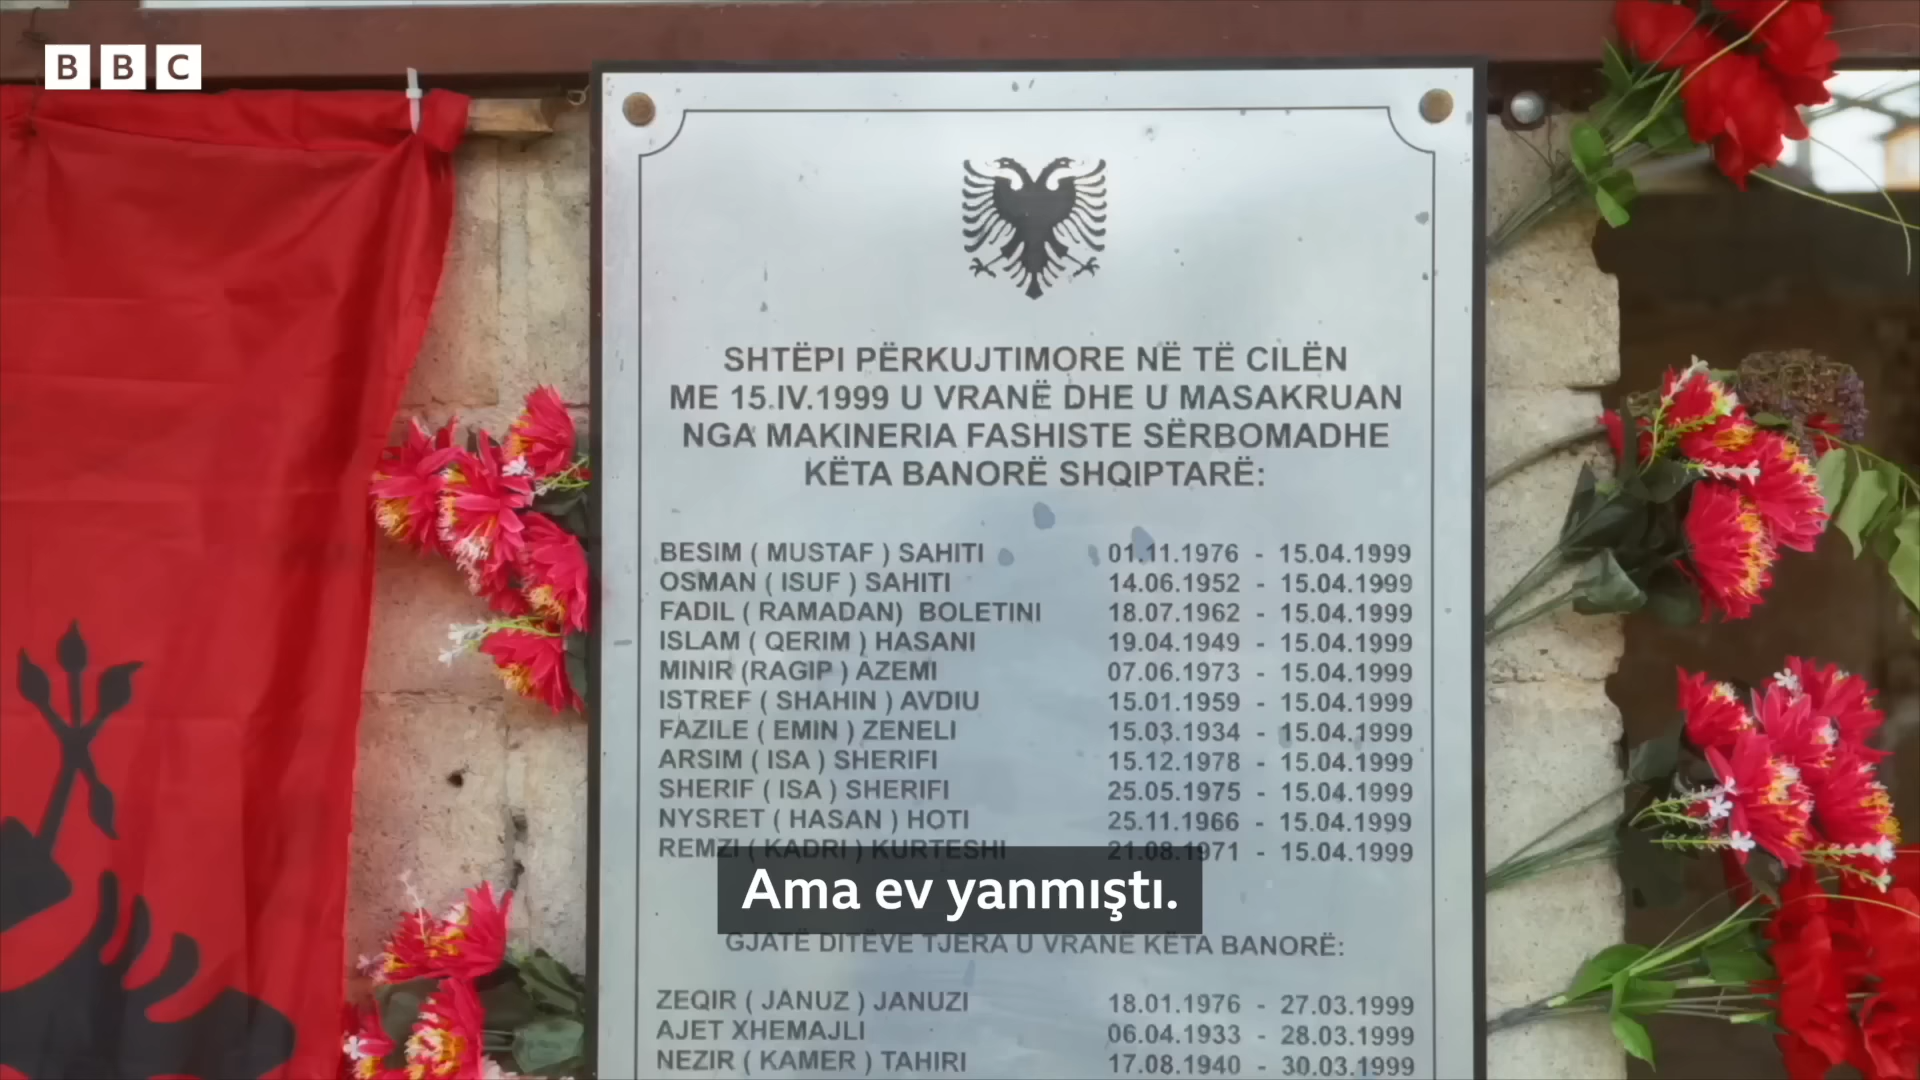 BBC
SHTËPI PËRKUJTIMORE NË TË CILËN
ME 15.IV.1999 U VRANË DHE U MASAKRUAN
NGA MAKINERIA FASHISTE SËRBOMADHE
KËTA BANORË SHQIPTARË:
BESIM ( MUSTAF ) SAHITI 01.11.1976 - 15.04.1999
OSMAN ( ISUF ) SAHITI 14.06.1952 - 15.04.1999
FADIL ( RAMADAN) BOLETINI 18.07.1962 - 15.04.1999
ISLAM ( QERIM ) HASANI 19.04.1949 - 15.04.1999
MINIR (RAGIP ) AZEMI 07.06.1973 - 15.04.1999
ISTREF ( SHAHIN ) AVDIU 15.01.1959 - 15.04.1999
FAZILE ( EMIN ) ZENELI 15.03.1934 - 15.04.1999
ARSIM ( ISA ) SHERIFI 15.12.1978 - 15.04.1999
SHERIF ( ISA ) SHERIFI 25.05.1975 - 15.04.1999
NYSRET ( HASAN ) HOTI 25.11.1966 - 15.04.1999
REMZI ( KADRI ) KURTESHI 21.08.1971 - 15.04.1999
Ama ev yanmıştı.
GJATË DITËVE TJERA U VRANË KËTA BANORË:
ZEQIR ( JANUZ ) JANUZI 18.01.1976 - 27.03.1999
AJET XHEMAJLI 06.04.1933 - 28.03.1999
NEZIR ( KAMER ) TAHIRI 17.08.1940 - 30.03.1999